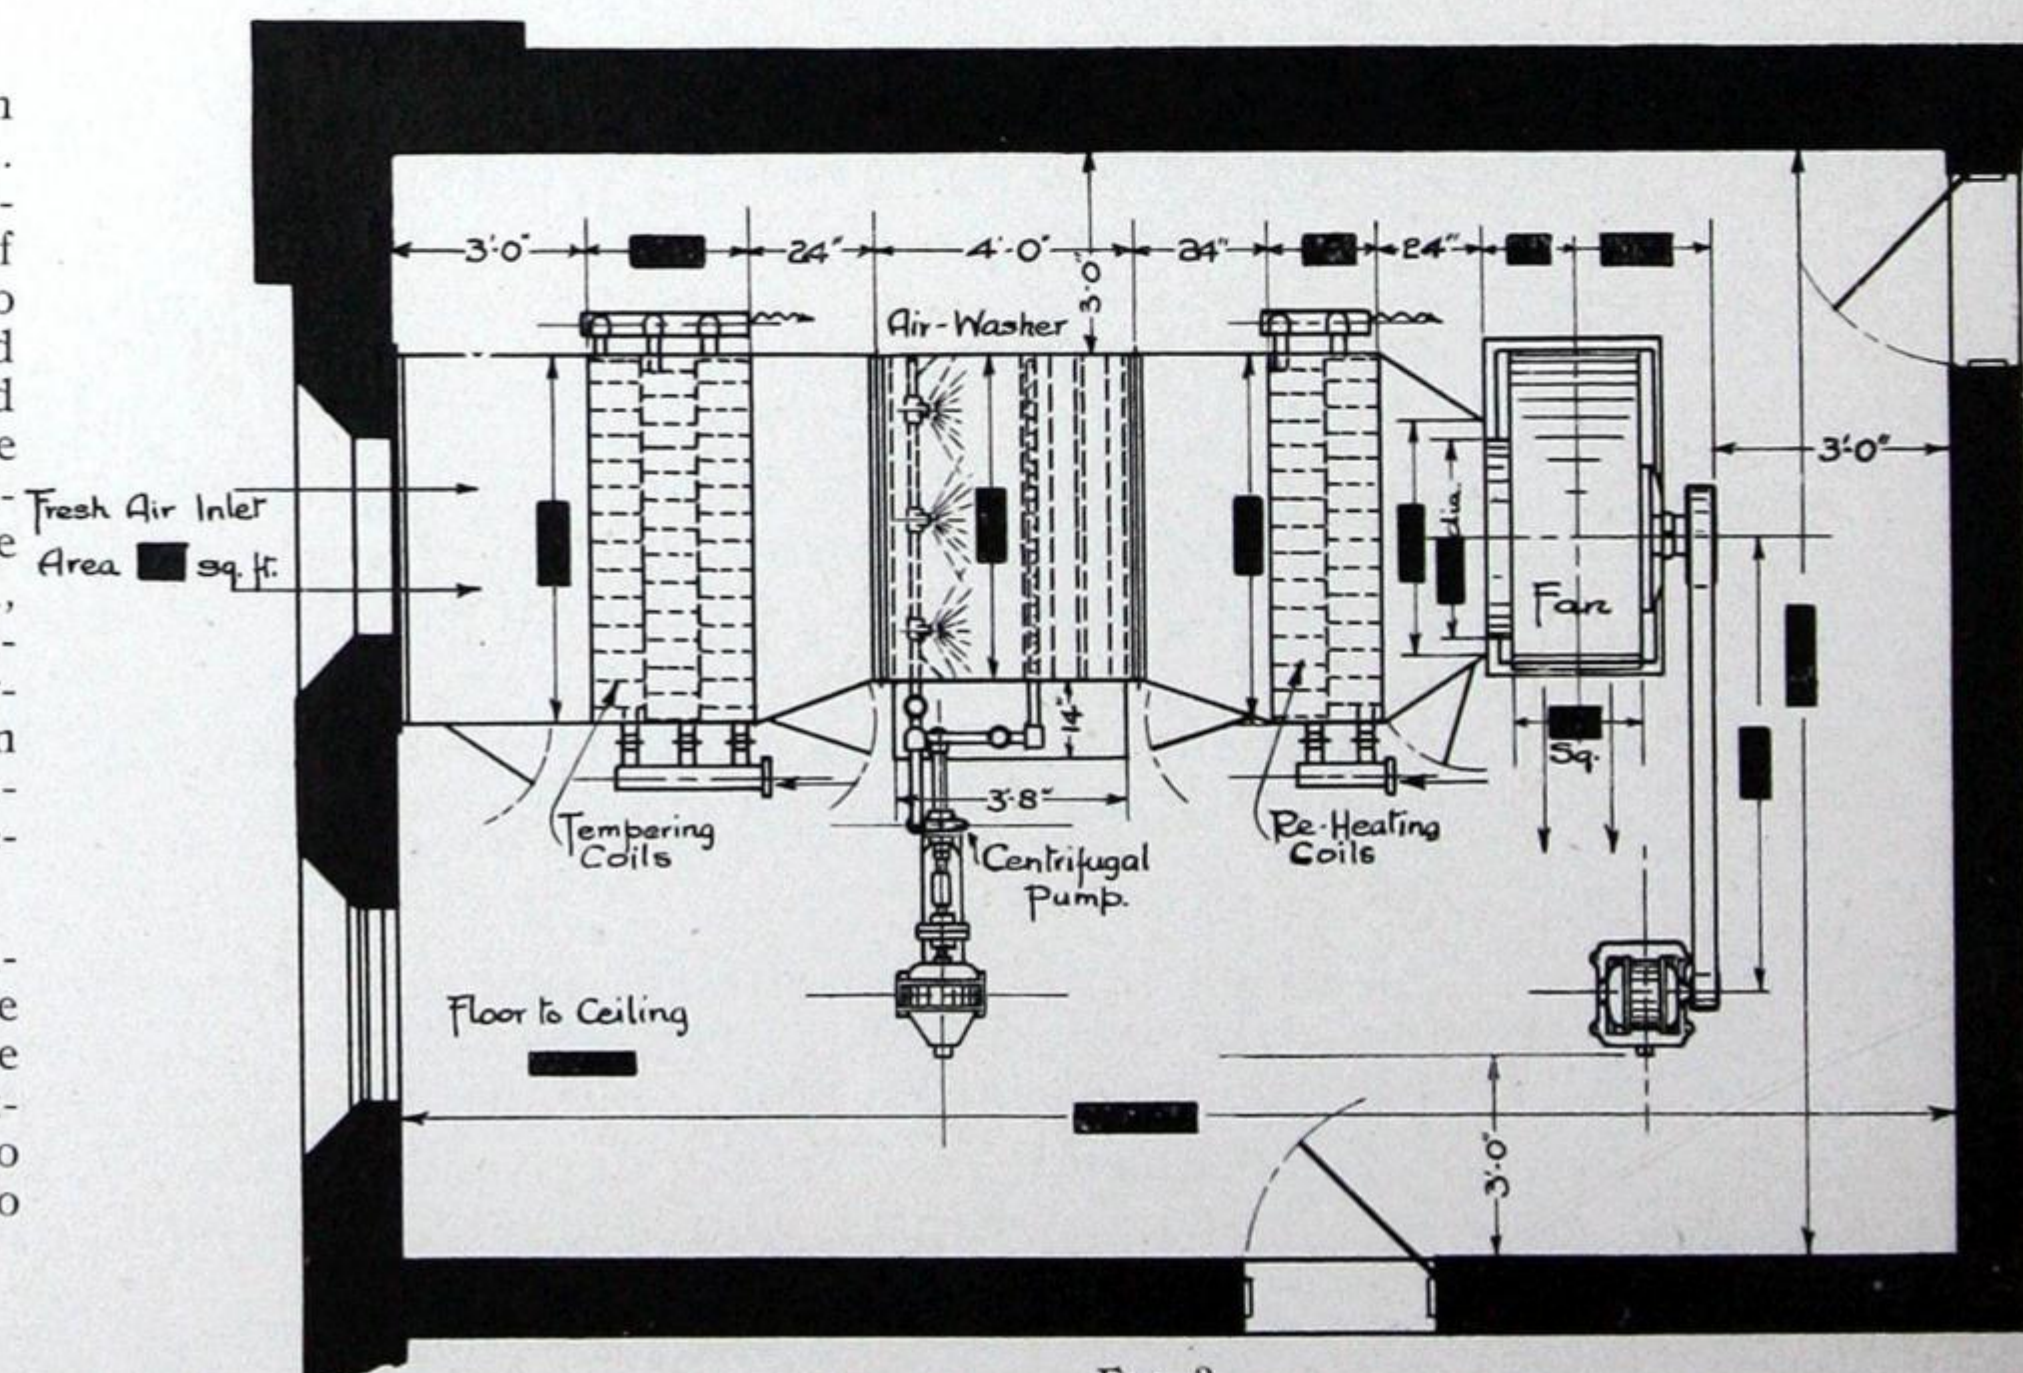 3'-0"
24"
4'-0"
24"
24"
3'-0"
Air-Washer
3'-0"
Fresh Air Inlet
Area sq. ft.
dia.
Fan
14"
Sq.
3'-8"
Tempering
Coils
Centrifugal
Pump.
Re-Heating
Coils
Floor to Ceiling
3'-0"